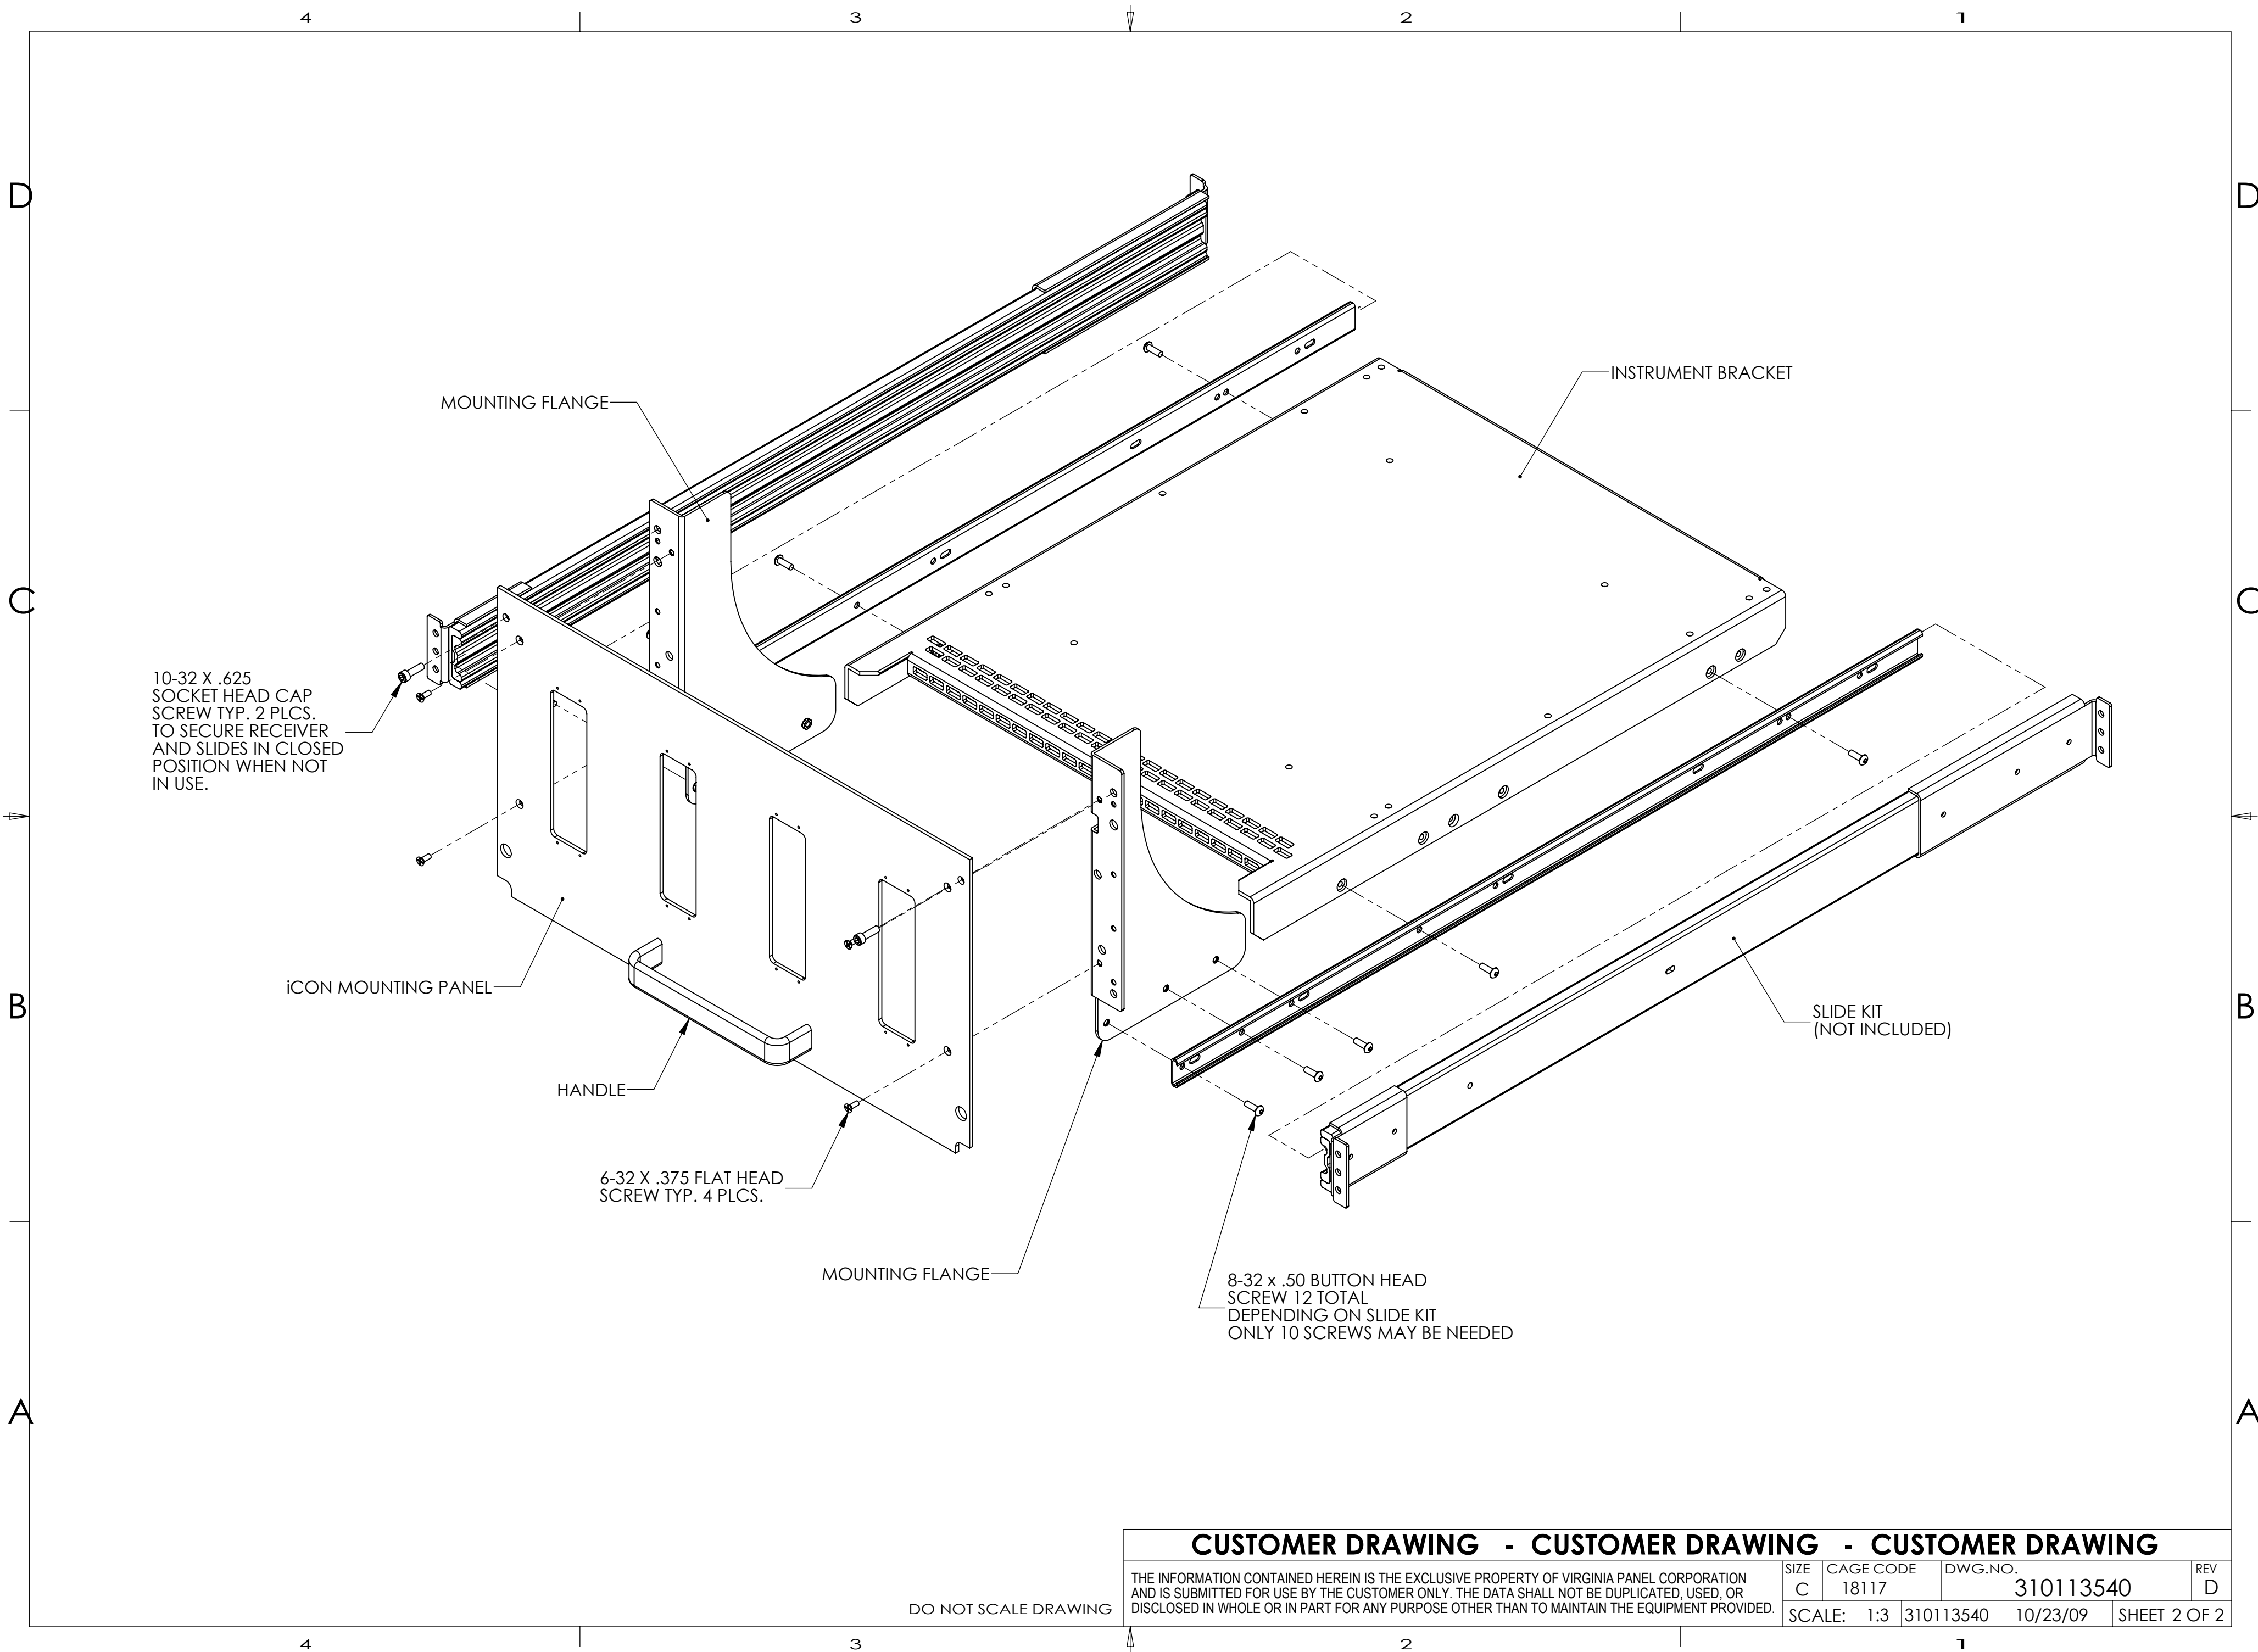 4 3 2 1
D D
MOUNTING FLANGE
INSTRUMENT BRACKET
C C
10-32 X .625
SOCKET HEAD CAP
SCREW TYP. 2 PLCS.
TO SECURE RECEIVER
AND SLIDES IN CLOSED
POSITION WHEN NOT
IN USE.
iCON MOUNTING PANEL
B B
SLIDE KIT
(NOT INCLUDED)
HANDLE
6-32 X .375 FLAT HEAD
SCREW TYP. 4 PLCS.
MOUNTING FLANGE
8-32 x .50 BUTTON HEAD
SCREW 12 TOTAL
DEPENDING ON SLIDE KIT
ONLY 10 SCREWS MAY BE NEEDED
A A
CUSTOMER DRAWING - CUSTOMER DRAWING - CUSTOMER DRAWING
THE INFORMATION CONTAINED HEREIN IS THE EXCLUSIVE PROPERTY OF VIRGINIA PANEL CORPORATION
AND IS SUBMITTED FOR USE BY THE CUSTOMER ONLY. THE DATA SHALL NOT BE DUPLICATED, USED, OR
DISCLOSED IN WHOLE OR IN PART FOR ANY PURPOSE OTHER THAN TO MAINTAIN THE EQUIPMENT PROVIDED.
SIZE CAGE CODE DWG.NO. REV
C 18117 310113540 D
SCALE: 1:3 310113540 10/23/09 SHEET 2 OF 2
DO NOT SCALE DRAWING
4 3 2 1